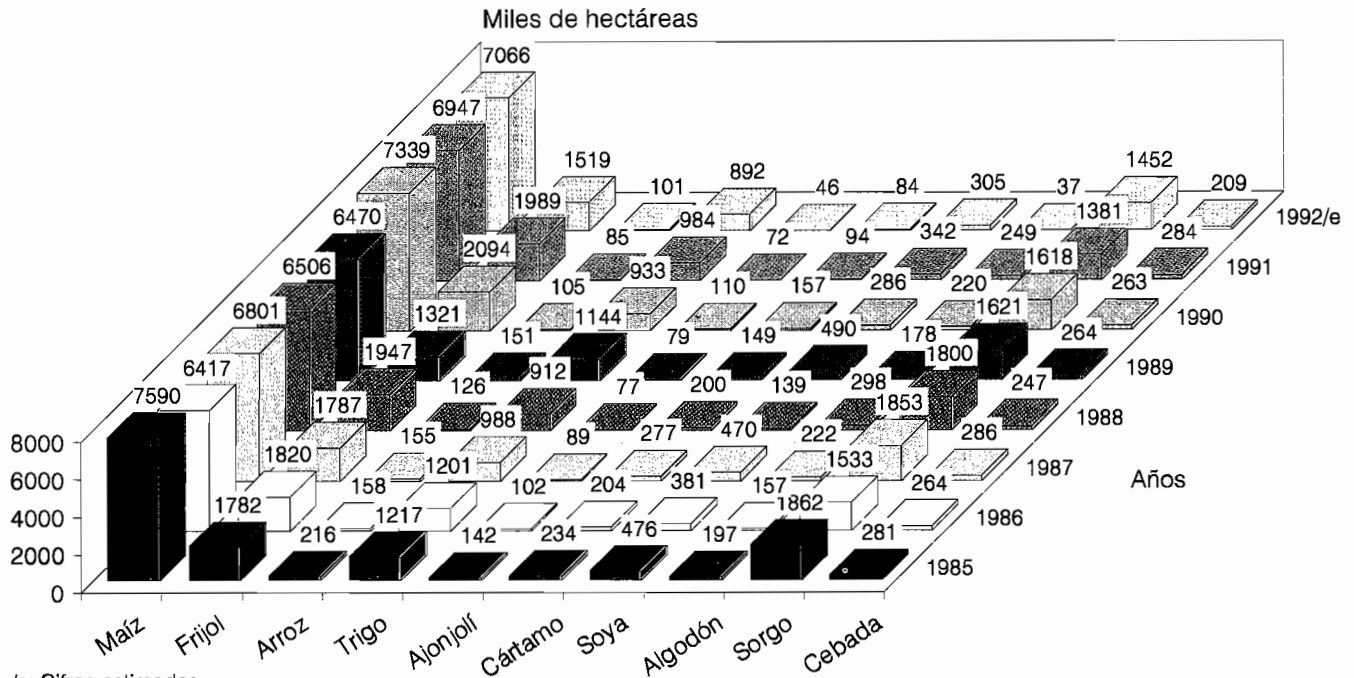 Miles de hectáreas
7066 1519 101 892 46 84 305 37 1452 209 1992/e
6947 1989 85 984 72 94 342 249 1381 284 1991
7339 2094 105 933 110 157 286 220 1618 263 1990
6470 1321 151 1144 79 149 490 178 1621 264 1989
6506 1947 126 912 77 200 139 298 1800 247 1988
6801 1787 155 988 89 277 470 222 1853 286 1987
6417 1820 158 1201 102 204 381 157 1533 264 1986
7590 1782 216 1217 142 234 476 197 1862 281 1985
Años
8000
6000
4000
2000
0
Maíz Frijol Arroz Trigo Ajonjolí Cártamo Soya Algodón Sorgo Cebada